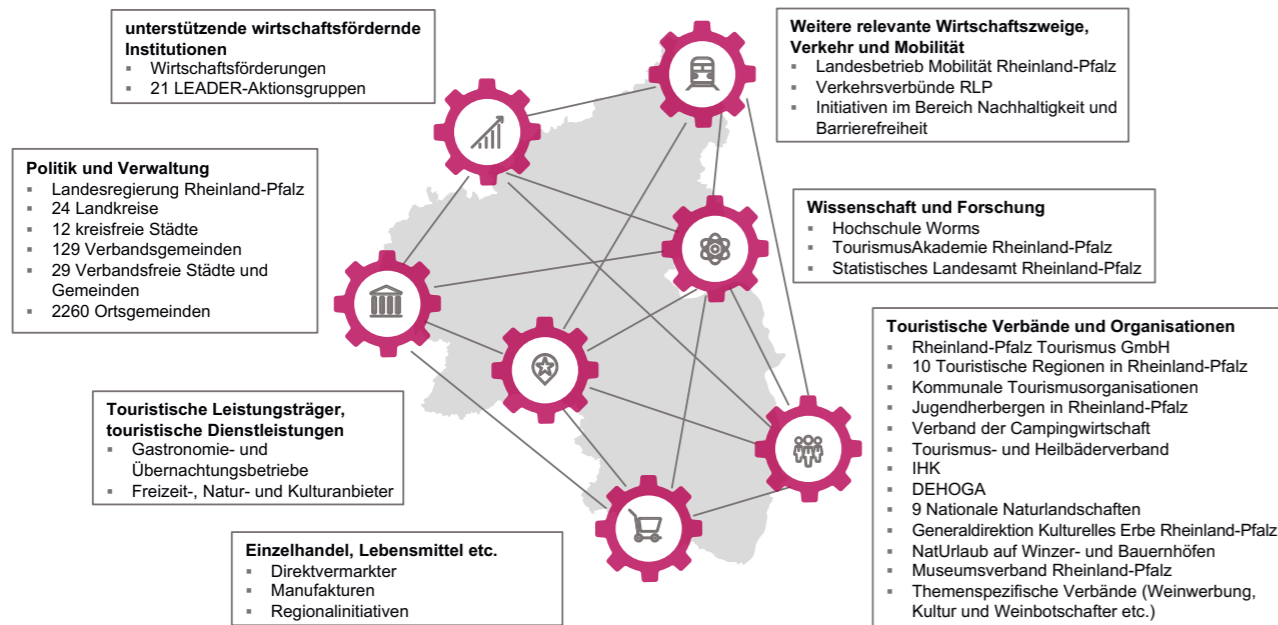 unterstützende wirtschaftsfördernde
Institutionen
▪ Wirtschaftsförderungen
▪ 21 LEADER-Aktionsgruppen
Weitere relevante Wirtschaftszweige,
Verkehr und Mobilität
▪ Landesbetrieb Mobilität Rheinland-Pfalz
▪ Verkehrsverbünde RLP
▪ Initiativen im Bereich Nachhaltigkeit und
Barrierefreiheit
Politik und Verwaltung
▪ Landesregierung Rheinland-Pfalz
▪ 24 Landkreise
▪ 12 kreisfreie Städte
▪ 129 Verbandsgemeinden
▪ 29 Verbandsfreie Städte und
Gemeinden
▪ 2260 Ortsgemeinden
Wissenschaft und Forschung
▪ Hochschule Worms
▪ TourismusAkademie Rheinland-Pfalz
▪ Statistisches Landesamt Rheinland-Pfalz
Touristische Verbände und Organisationen
▪ Rheinland-Pfalz Tourismus GmbH
▪ 10 Touristische Regionen in Rheinland-Pfalz
▪ Kommunale Tourismusorganisationen
▪ Jugendherbergen in Rheinland-Pfalz
▪ Verband der Campingwirtschaft
▪ Tourismus- und Heilbäderverband
▪ IHK
▪ DEHOGA
▪ 9 Nationale Naturlandschaften
▪ Generaldirektion Kulturelles Erbe Rheinland-Pfalz
▪ NatUrlaub auf Winzer- und Bauernhöfen
▪ Museumsverband Rheinland-Pfalz
▪ Themenspezifische Verbände (Weinwerbung,
Kultur und Weinbotschafter etc.)
Touristische Leistungsträger,
touristische Dienstleistungen
▪ Gastronomie- und
Übernachtungsbetriebe
▪ Freizeit-, Natur- und Kulturanbieter
Einzelhandel, Lebensmittel etc.
▪ Direktvermarkter
▪ Manufakturen
▪ Regionalinitiativen